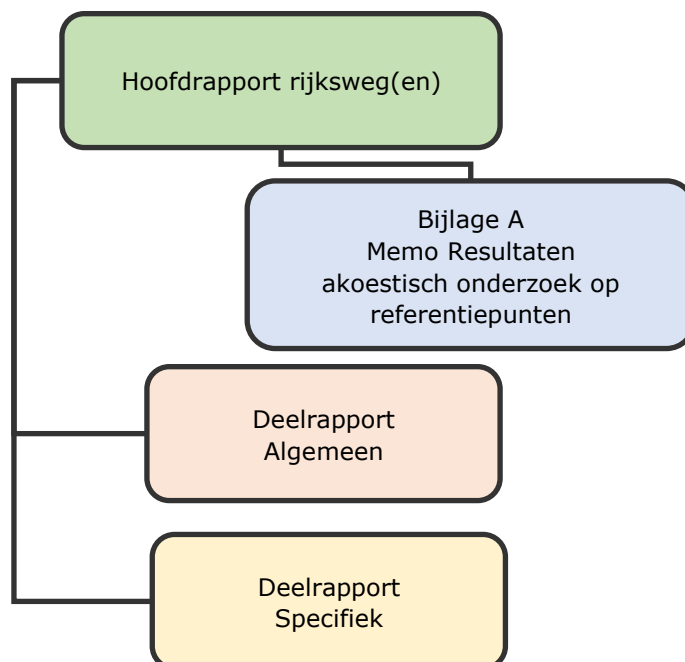 Hoofdrapport rijksweg(en)
Bijlage A
Memo Resultaten
akoestisch onderzoek op
referentiepunten
Deelrapport
Algemeen
Deelrapport
Specifiek